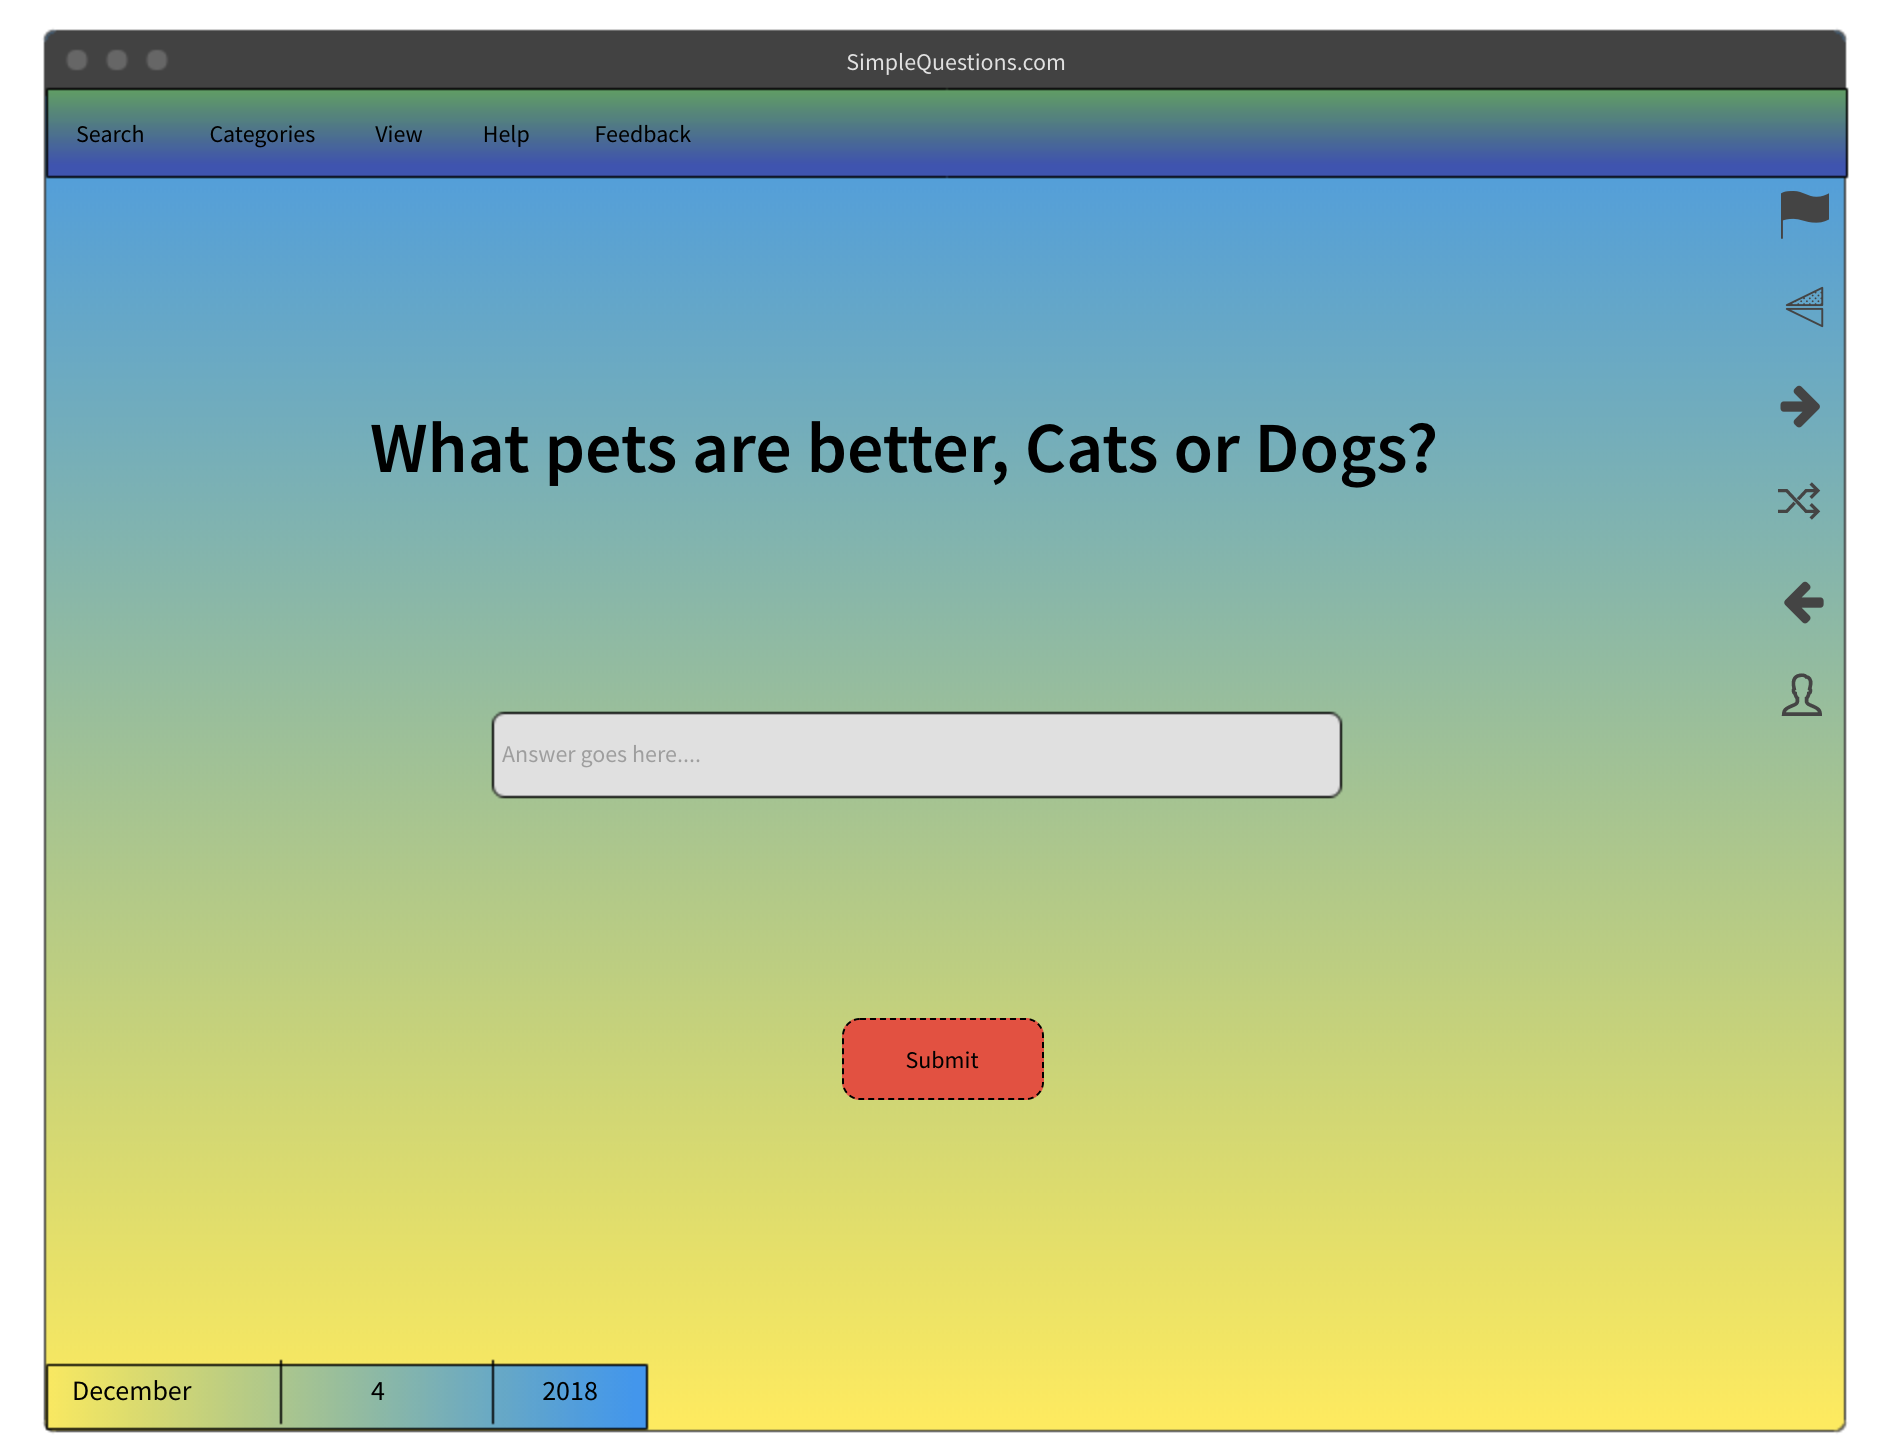 SimpleQuestions.com
Search Categories View Help Feedback
What pets are better, Cats or Dogs?
Answer goes here....
Submit
December 4 2018